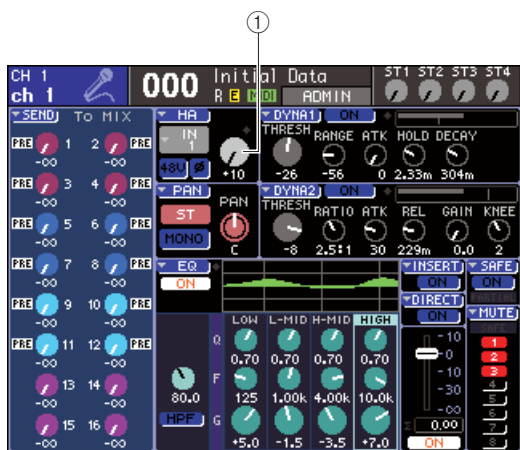 1
CH 1
ch 1
000 Initial Data
R E MIDI ADMIN
ST1 ST2 ST3 ST4
SEND To MIX
PRE 1 2 PRE
-∞ -∞
PRE 3 4 PRE
-∞ -∞
PRE 5 6 PRE
-∞ -∞
PRE 7 8 PRE
-∞ -∞
PRE 9 10 PRE
-∞ -∞
PRE 11 12 PRE
-∞ -∞
13 14
-∞ -∞
15 16
-∞ -∞
HA
IN
1
48V Ø
+10
PAN
ST
MONO
PAN
C
DYNA1 ON
THRESH RANGE ATK HOLD DECAY
-26 -56 0 2.33m 304m
DYNA2 ON
THRESH RATIO ATK REL GAIN KNEE
-8 2.5:1 30 229m 0.0 2
EQ
ON
LOW L-MID H-MID HIGH
Q 0.70 0.70 0.70 0.70
F 80.0 125 1.00k 4.00k 10.0k
HPF
G +5.0 -1.5 -3.5 +7.0
INSERT
ON
DIRECT
ON
10
0
-10
-30
-∞
Σ 0.00
ON
SAFE
ON
PARTIAL
MUTE
SAFE
1
2
3
4
5
6
7
8